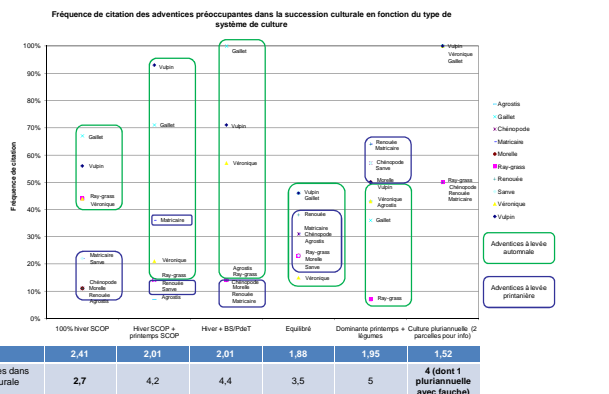 Fréquence de citation des adventices préoccupantes dans la succession culturale en fonction du type de
système de culture
Fréquence de citation
100%
90%
80%
70%
60%
50%
40%
30%
20%
10%
0%
Gaillet
Vulpin
Ray-grass
Véronique
Matricaire
Sanve
Chénopode
Morelle
Renouée
Agrostis
Vulpin
Gaillet
Matricaire
Véronique
Ray-grass
Renouée
Sanve
Agrostis
Gaillet
Vulpin
Véronique
Agrostis
Ray-grass
Chénopode
Morelle
Renouée
Matricaire
Vulpin
Gaillet
Renouée
Matricaire
Chénopode
Agrostis
Ray-grass
Morelle
Sanve
Véronique
Renouée
Matricaire
Chénopode
Sanve
Morelle
Vulpin
Véronique
Agrostis
Gaillet
Ray-grass
Vulpin
Véronique
Gaillet
Ray-grass
Chénopode
Renouée
Matricaire
Agrostis
Gaillet
Chénopode
Matricaire
Morelle
Ray-grass
Renouée
Sanve
Véronique
Vulpin
Adventices à levée
automnale
Adventices à levée
printanière
100% hiver SCOP
Hiver SCOP +
printemps SCOP
Hiver + BS/PdeT
Equilibré
Dominante printemps +
légumes
Culture pluriannuelle (2
parcelles pour info)
2,41 2,01 2,01 1,88 1,95 1,52
es dans
urale
2,7 4,2 4,4 3,5 5
4 (dont 1
pluriannuelle
avec fauche)